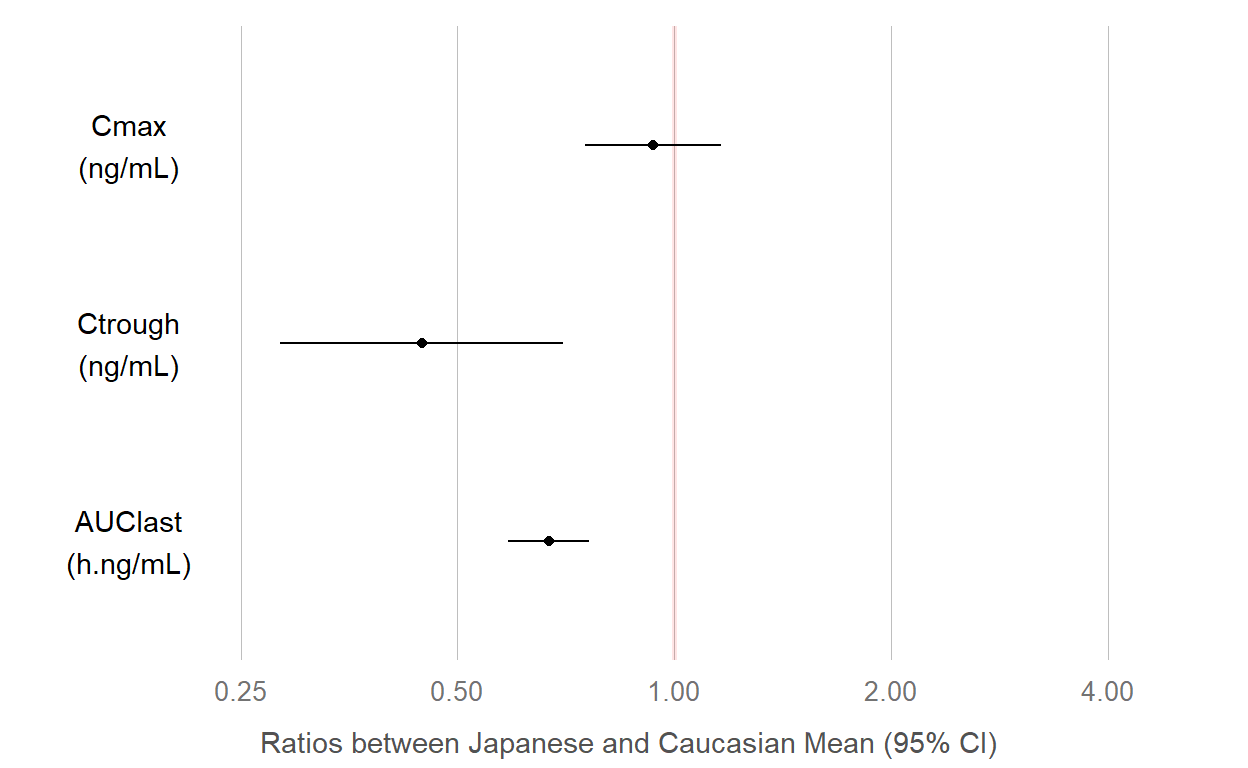 Cmax
(ng/mL)
Ctrough
(ng/mL)
AUClast
(h.ng/mL)
0.25 0.50 1.00 2.00 4.00
Ratios between Japanese and Caucasian Mean (95% CI)